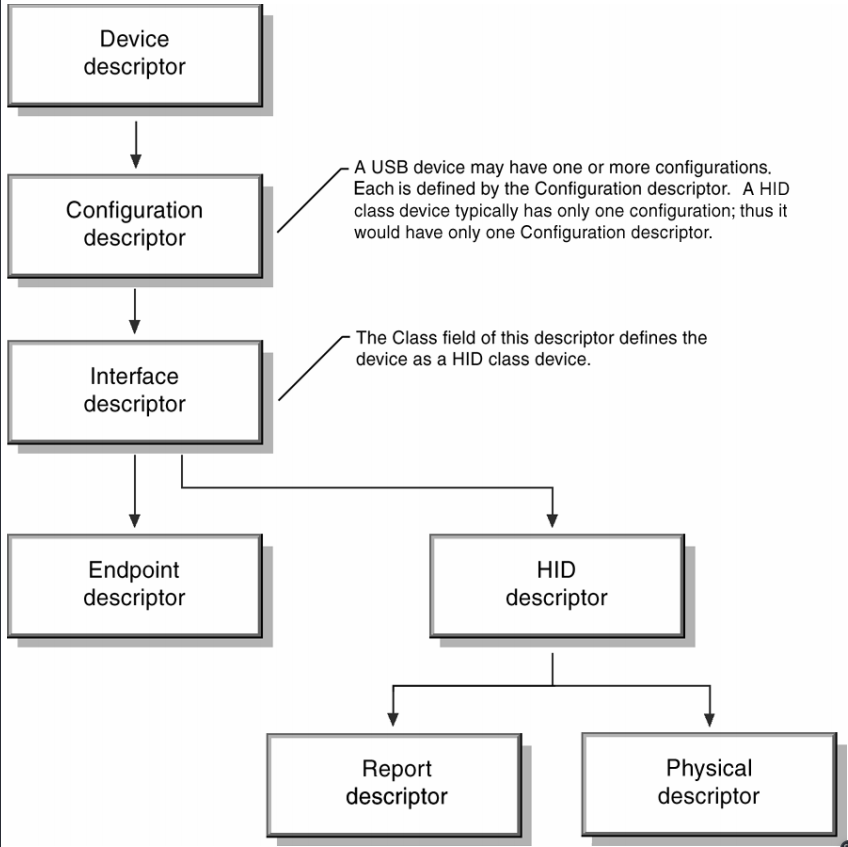 Device
descriptor
A USB device may have one or more configurations.
Each is defined by the Configuration descriptor. A HID
class device typically has only one configuration; thus it
would have only one Configuration descriptor.
Configuration
descriptor
The Class field of this descriptor defines the
device as a HID class device.
Interface
descriptor
Endpoint
descriptor
HID
descriptor
Report
descriptor
Physical
descriptor